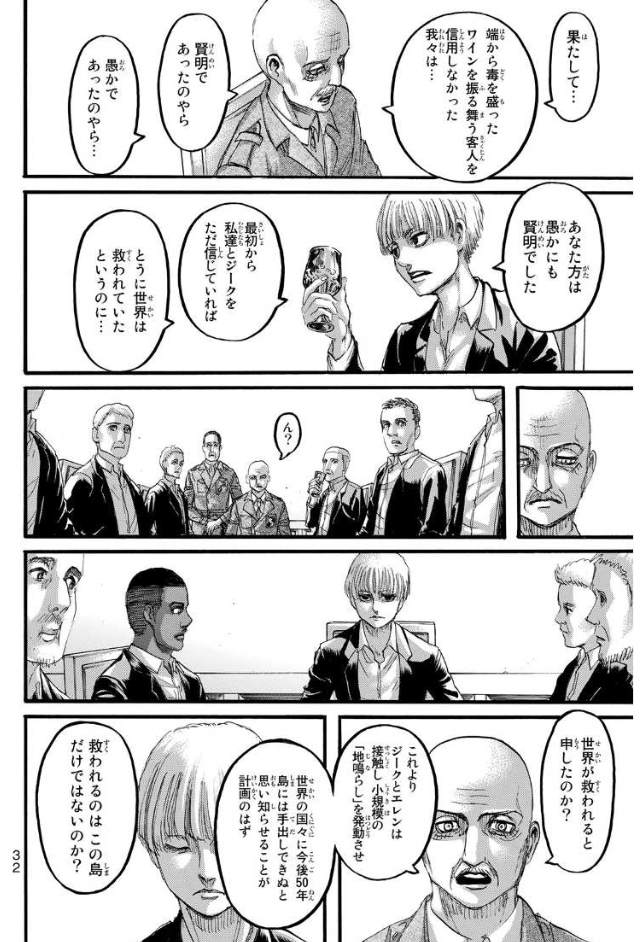 果たして…
端から毒を盛った
ワインを振る舞う客人を
信用しなかった
我々は…
賢明で
あったのやら
愚かで
あったのやら…
あなた方は
愚かにも
賢明でした
最初から
私達とジークを
ただ信じていれば
とうに世界は
救われていた
というのに…
ん?
世界が救われると
申したのか?
これより
ジークとエレンは
接触し 小規模の
「地鳴らし」を発動させ
世界の国々に今後50年
島には手出しできぬと
思い知らせることが
計画のはず
救われるのは この島
だけではないのか?
32